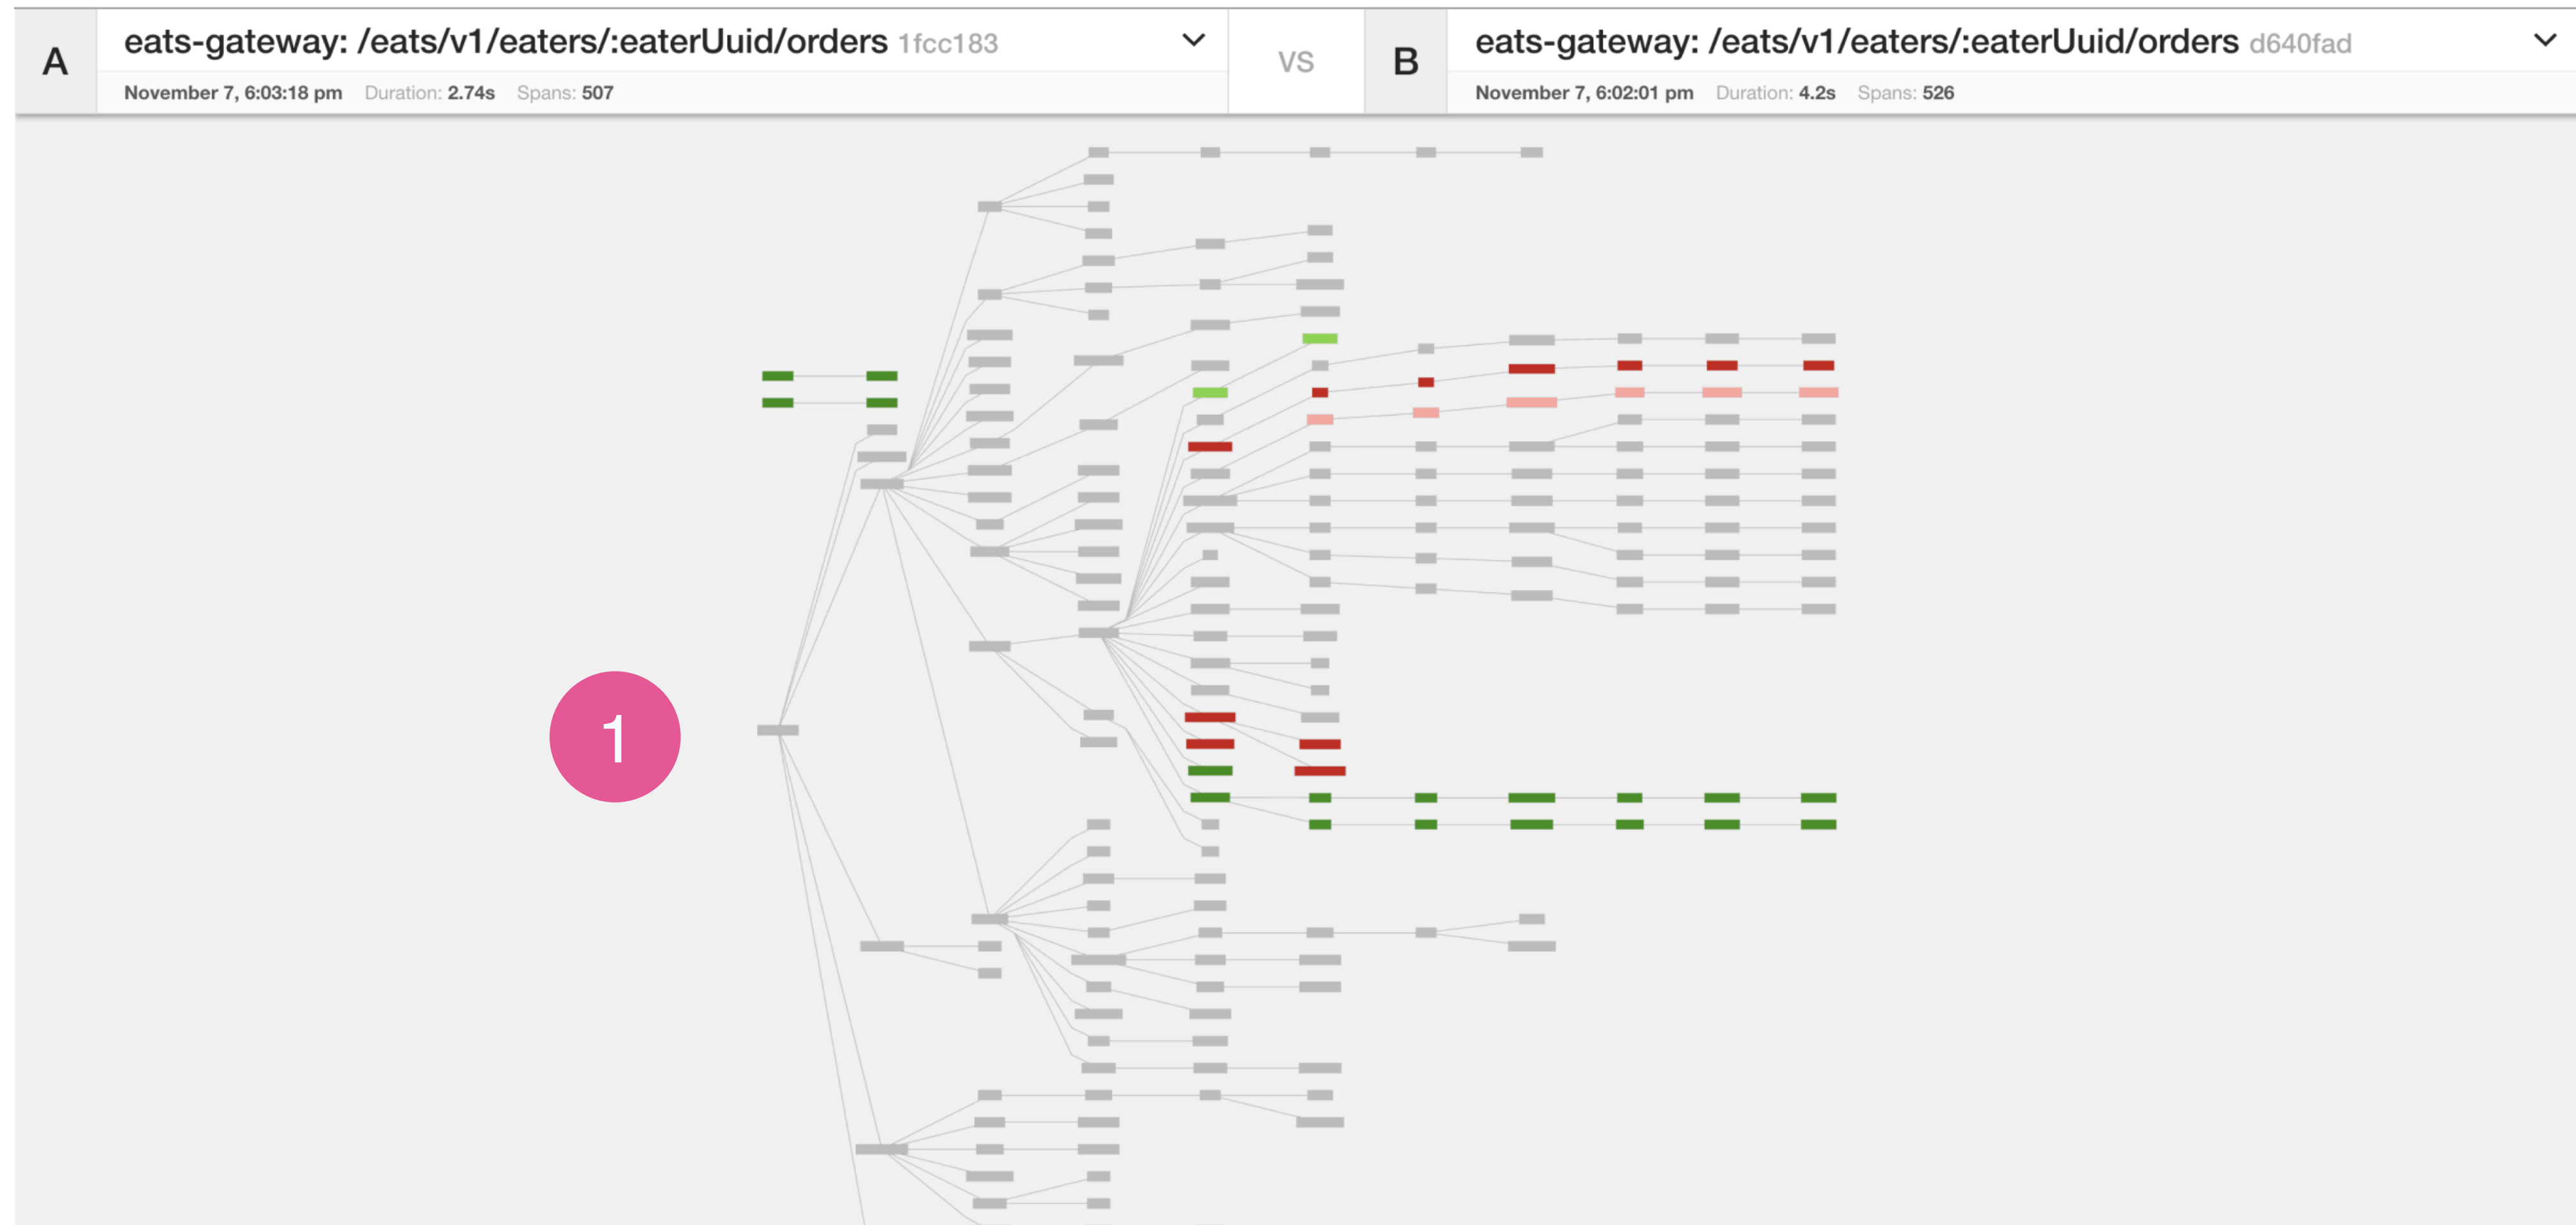 A
eats-gateway: /eats/v1/eaters/:eaterUuid/orders 1fcc183
November 7, 6:03:18 pm Duration: 2.74s Spans: 507
VS
B
eats-gateway: /eats/v1/eaters/:eaterUuid/orders d640fad
November 7, 6:02:01 pm Duration: 4.2s Spans: 526
1